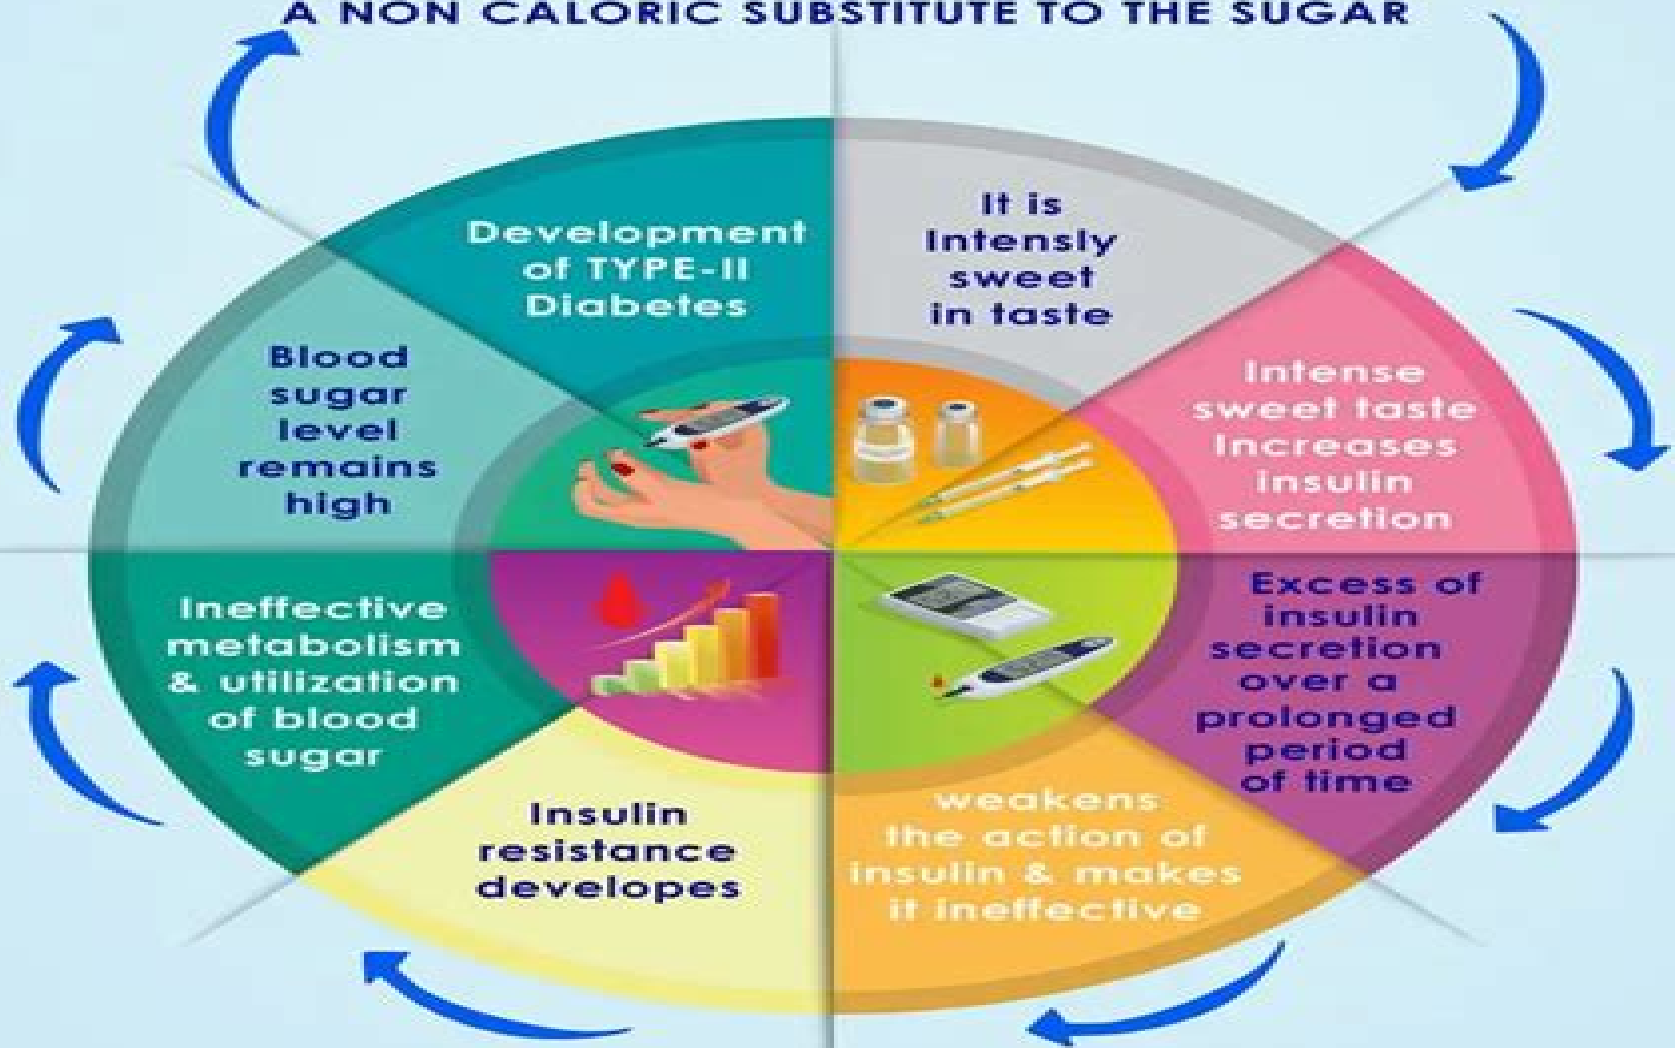 A NON CALORIC SUBSTITUTE TO THE SUGAR
It is
Intensly
sweet
in taste
Intense
sweet taste
Increases
insulin
secretion
Excess of
insulin
secretion
over a
prolonged
period
of time
weakens
the action of
insulin & makes
it ineffective
Insulin
resistance
developes
Ineffective
metabolism
& utilization
of blood
sugar
Blood
sugar
level
remains
high
Development
of TYPE-II
Diabetes